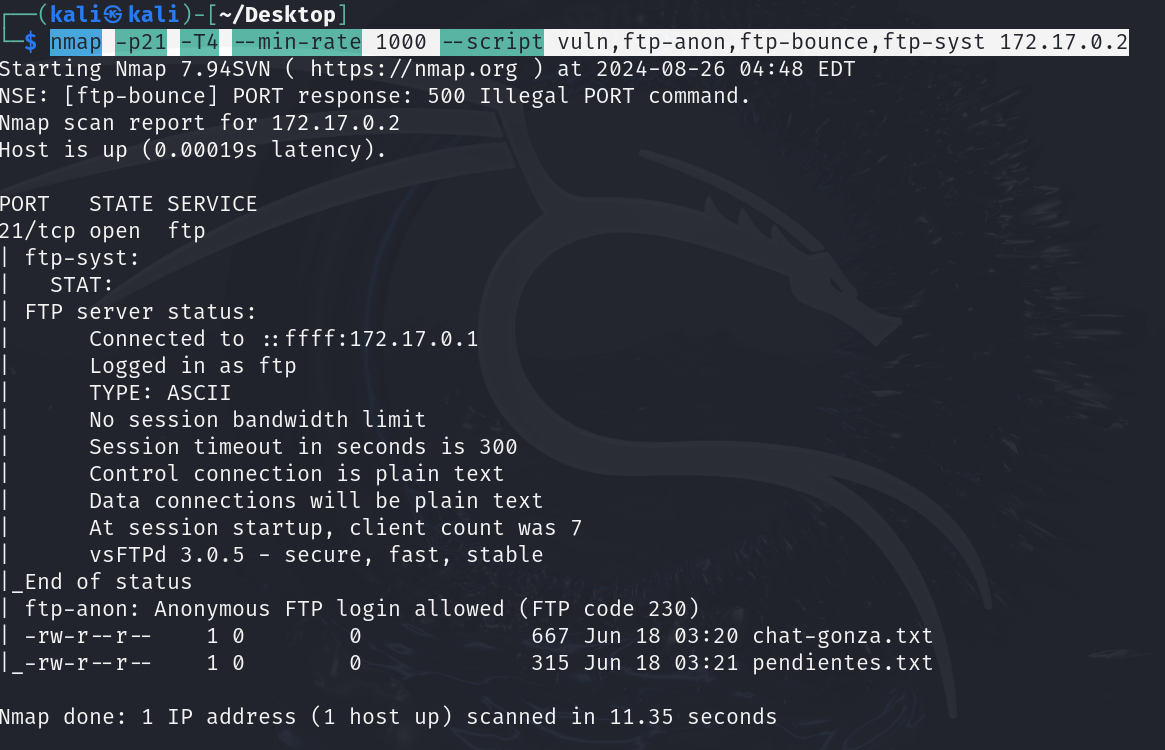 ┌──(kali㉿kali)-[~/Desktop]
└─$ nmap -p21 -T4 --min-rate 1000 --script vuln,ftp-anon,ftp-bounce,ftp-syst 172.17.0.2
Starting Nmap 7.94SVN ( https://nmap.org ) at 2024-08-26 04:48 EDT
NSE: [ftp-bounce] PORT response: 500 Illegal PORT command.
Nmap scan report for 172.17.0.2
Host is up (0.00019s latency).

PORT   STATE SERVICE
21/tcp open  ftp
| ftp-syst:
|   STAT:
| FTP server status:
|      Connected to ::ffff:172.17.0.1
|      Logged in as ftp
|      TYPE: ASCII
|      No session bandwidth limit
|      Session timeout in seconds is 300
|      Control connection is plain text
|      Data connections will be plain text
|      At session startup, client count was 7
|      vsFTPd 3.0.5 - secure, fast, stable
|_End of status
| ftp-anon: Anonymous FTP login allowed (FTP code 230)
| -rw-r--r--    1 0        0             667 Jun 18 03:20 chat-gonza.txt
|_-rw-r--r--    1 0        0             315 Jun 18 03:21 pendientes.txt

Nmap done: 1 IP address (1 host up) scanned in 11.35 seconds